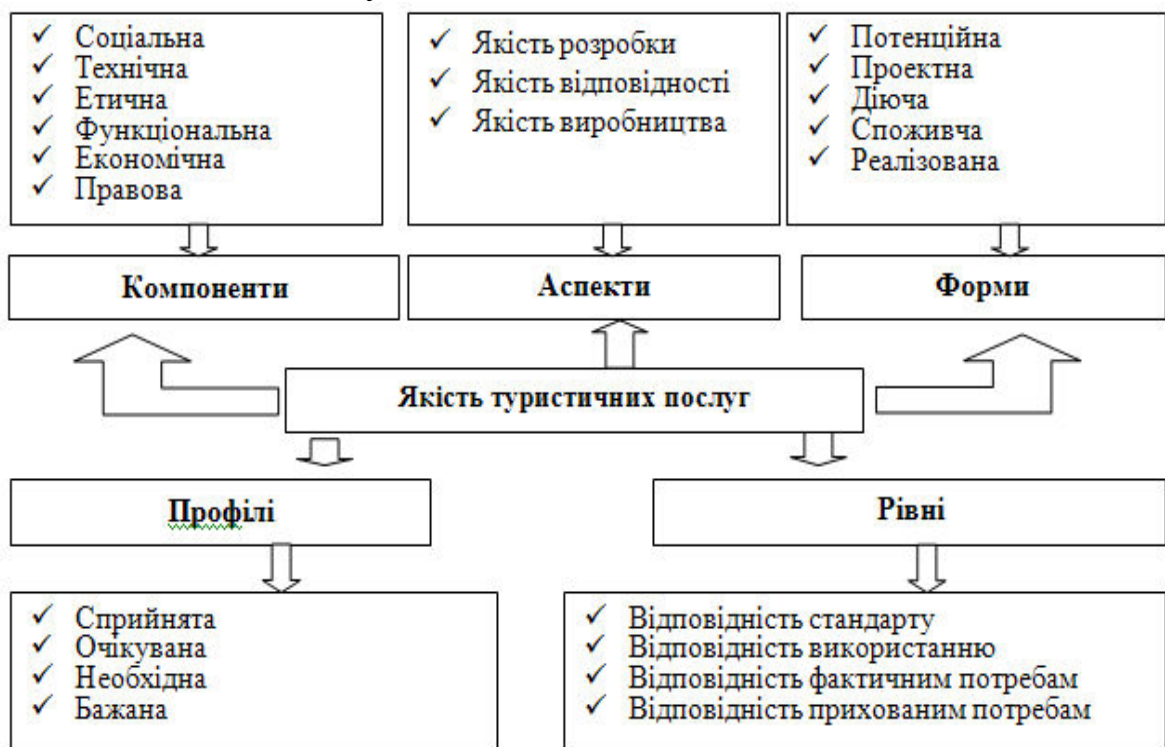 ✓ Соціальна
✓ Технічна
✓ Етична
✓ Функціональна
✓ Економічна
✓ Правова
✓ Якість розробки
✓ Якість відповідності
✓ Якість виробництва
✓ Потенційна
✓ Проектна
✓ Діюча
✓ Споживча
✓ Реалізована
Компоненти
Аспекти
Форми
Якість туристичних послуг
Профілі
Рівні
✓ Сприйнята
✓ Очікувана
✓ Необхідна
✓ Бажана
✓ Відповідність стандарту
✓ Відповідність використанню
✓ Відповідність фактичним потребам
✓ Відповідність прихованим потребам